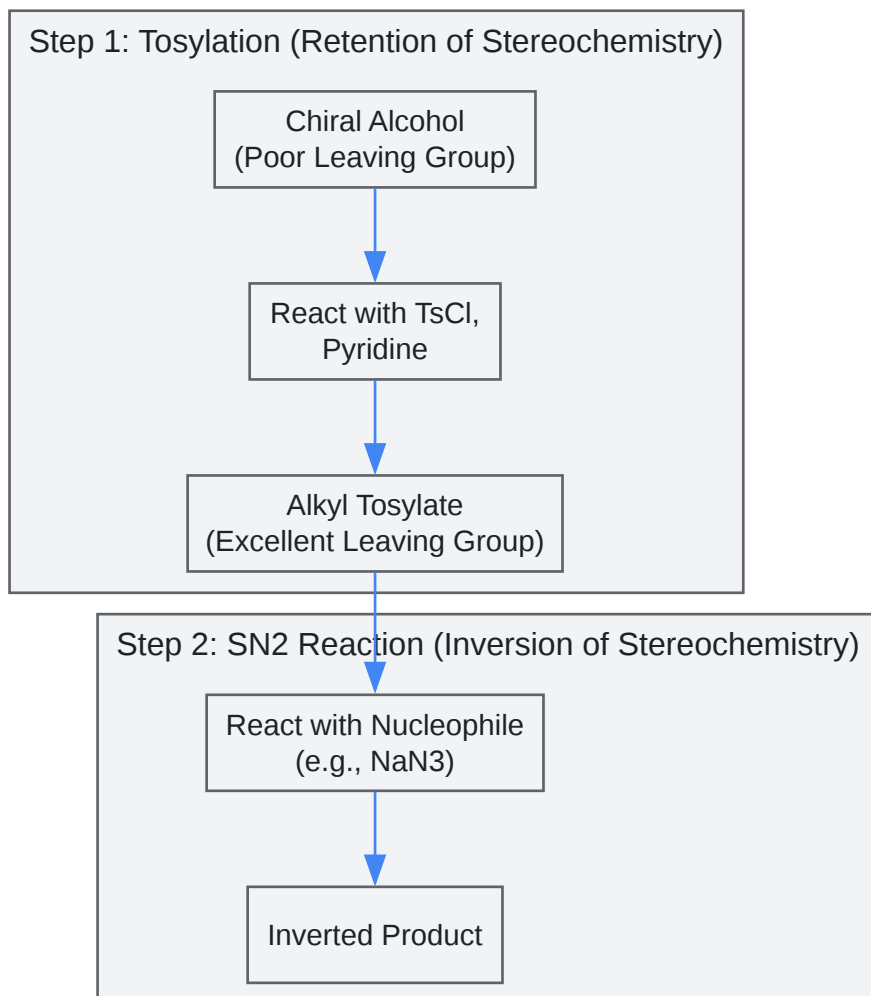 Step 1: Tosylation (Retention of Stereochemistry)
Chiral Alcohol
(Poor Leaving Group)
React with TsCl,
Pyridine
Alkyl Tosylate
(Excellent Leaving Group)
Step 2: SN2 Reaction (Inversion of Stereochemistry)
React with Nucleophile
(e.g., NaN3)
Inverted Product